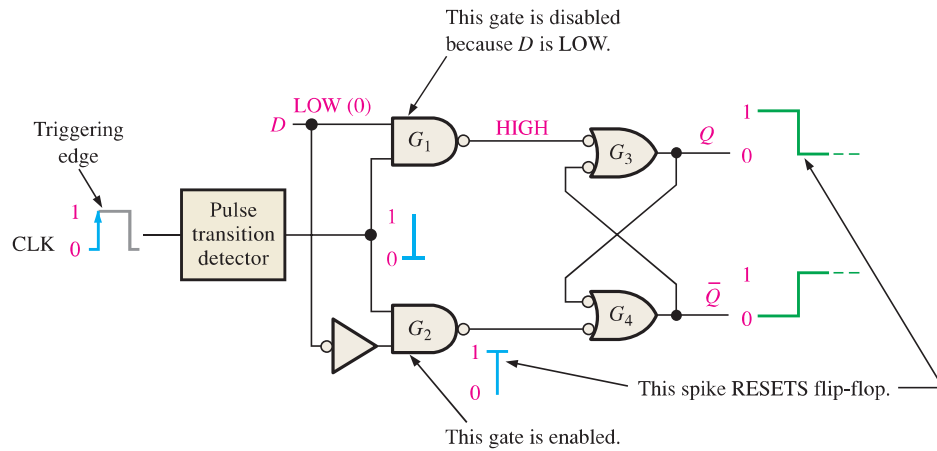 This gate is disabled
because D is LOW.
LOW (0)
D
Triggering
edge
G1
HIGH
G3
Q
1
0
1
0
CLK
Pulse
transition
detector
1
0
G2
G4
Q̅
1
0
1
0
This spike RESETS flip-flop.
This gate is enabled.